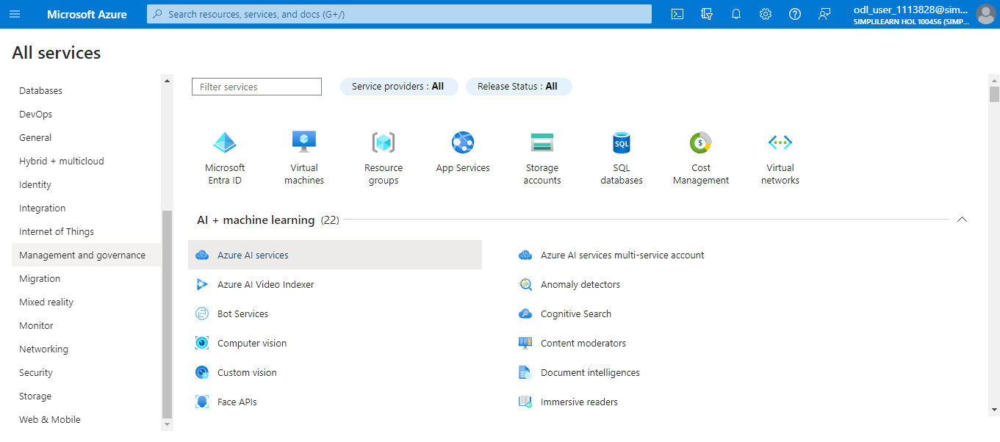 Microsoft Azure
Search resources, services, and docs (G+/)
odl_user_1113828@sim...
SIMPLILEARN HOL 100456 (SIMP...
All services
Databases
DevOps
General
Hybrid + multicloud
Identity
Integration
Internet of Things
Management and governance
Migration
Mixed reality
Monitor
Networking
Security
Storage
Web & Mobile
Filter services
Service providers : All
Release Status : All
Microsoft
Entra ID
Virtual
machines
Resource
groups
App Services
Storage
accounts
SQL
SQL
databases
Cost
Management
Virtual
networks
AI + machine learning (22)
Azure AI services
Azure AI services multi-service account
Azure AI Video Indexer
Anomaly detectors
Bot Services
Cognitive Search
Computer vision
Content moderators
Custom vision
Document intelligences
Face APIs
Immersive readers